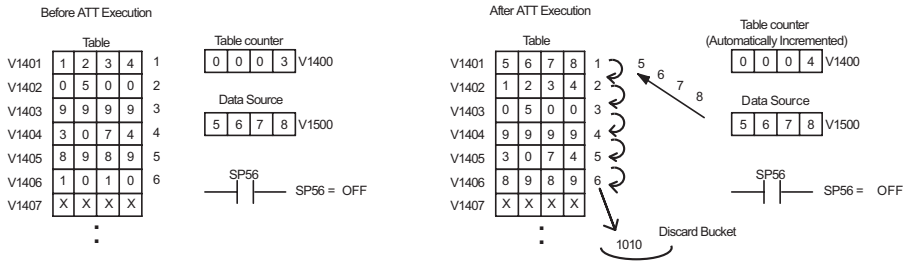 Before ATT Execution
Table
V1401 1 2 3 4 1
V1402 0 5 0 0 2
V1403 9 9 9 9 3
V1404 3 0 7 4 4
V1405 8 9 8 9 5
V1406 1 0 1 0 6
V1407 X X X X
Table counter
0 0 0 3 V1400
Data Source
5 6 7 8 V1500
SP56
SP56 = OFF
After ATT Execution
Table
V1401 5 6 7 8 1
V1402 1 2 3 4 2
V1403 0 5 0 0 3
V1404 9 9 9 9 4
V1405 3 0 7 4 5
V1406 8 9 8 9 6
V1407 X X X X
5 6 7 8
Table counter
(Automatically Incremented)
0 0 0 4 V1400
Data Source
5 6 7 8 V1500
SP56
SP56 = OFF
Discard Bucket
1010